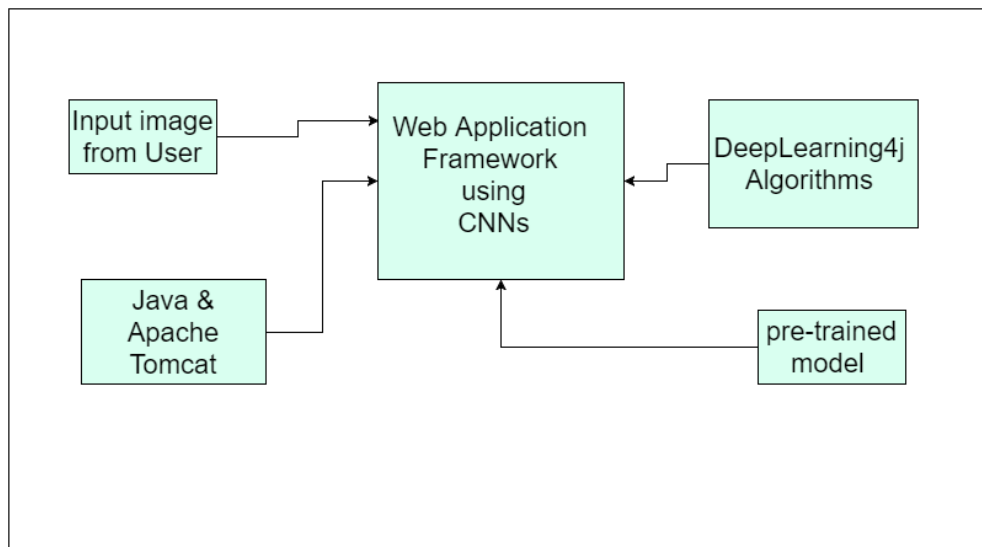 Input image
from User
Web Application
Framework
using
CNNs
DeepLearning4j
Algorithms
Java &
Apache
Tomcat
pre-trained
model